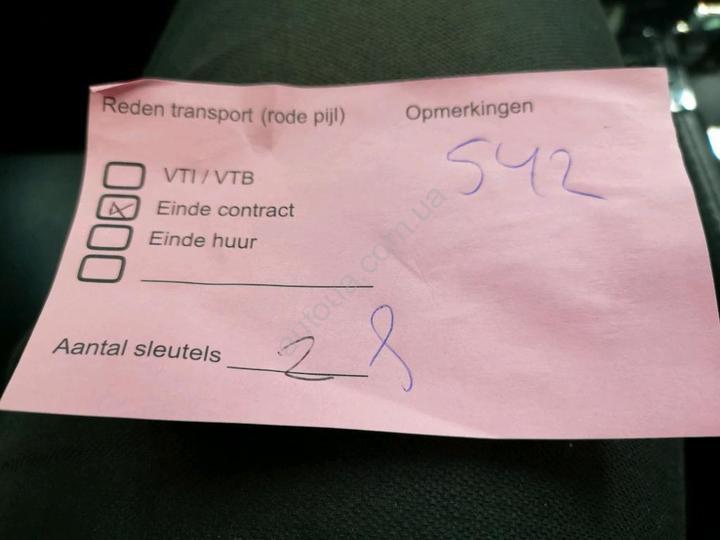 Reden transport (rode pijl)
Opmerkingen
542
VTI / VTB
Einde contract
Einde huur
Aantal sleutels 2
autoua.com.ua